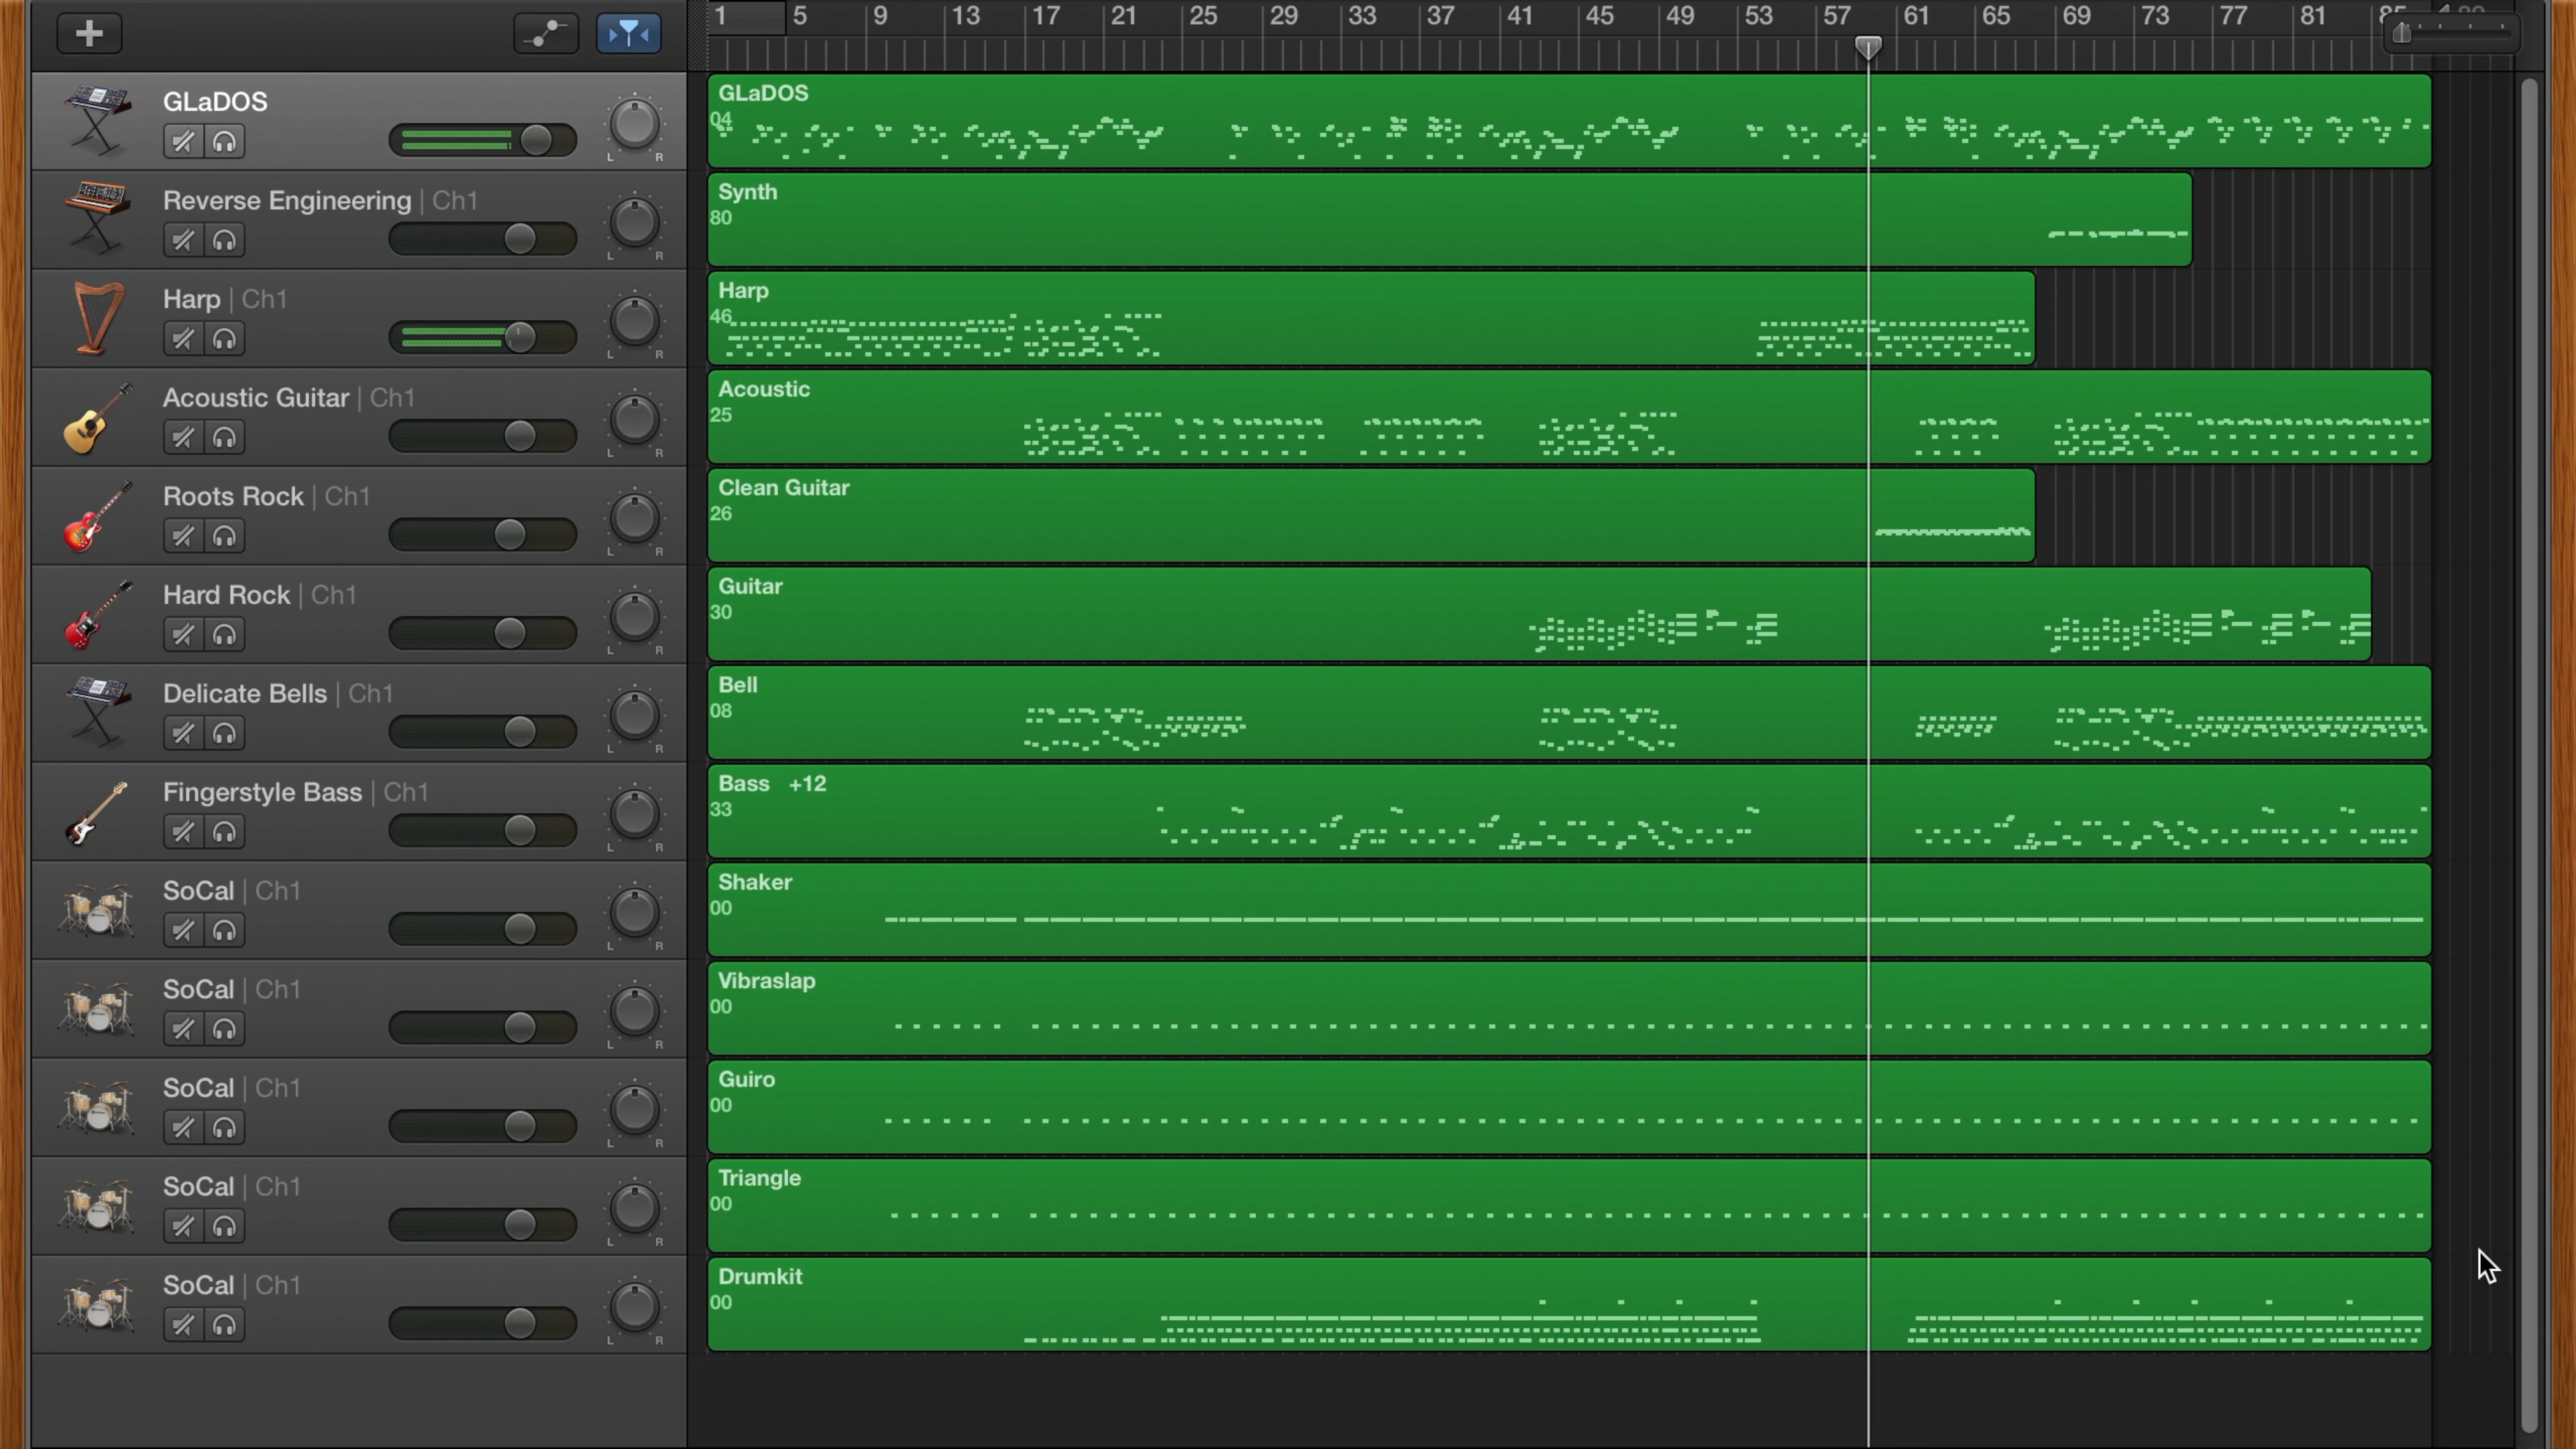 1 5 9 13 17 21 25 29 33 37 41 45 49 53 57 61 65 69 73 77 81 85
GLaDOS
L R
GLaDOS
04
Reverse Engineering | Ch1
L R
Synth
80
Harp | Ch1
L R
Harp
46
Acoustic Guitar | Ch1
L R
Acoustic
25
Roots Rock | Ch1
L R
Clean Guitar
26
Hard Rock | Ch1
L R
Guitar
30
Delicate Bells | Ch1
L R
Bell
08
Fingerstyle Bass | Ch1
L R
Bass +12
33
SoCal | Ch1
L R
Shaker
00
SoCal | Ch1
L R
Vibraslap
00
SoCal | Ch1
L R
Guiro
00
SoCal | Ch1
L R
Triangle
00
SoCal | Ch1
L R
Drumkit
00